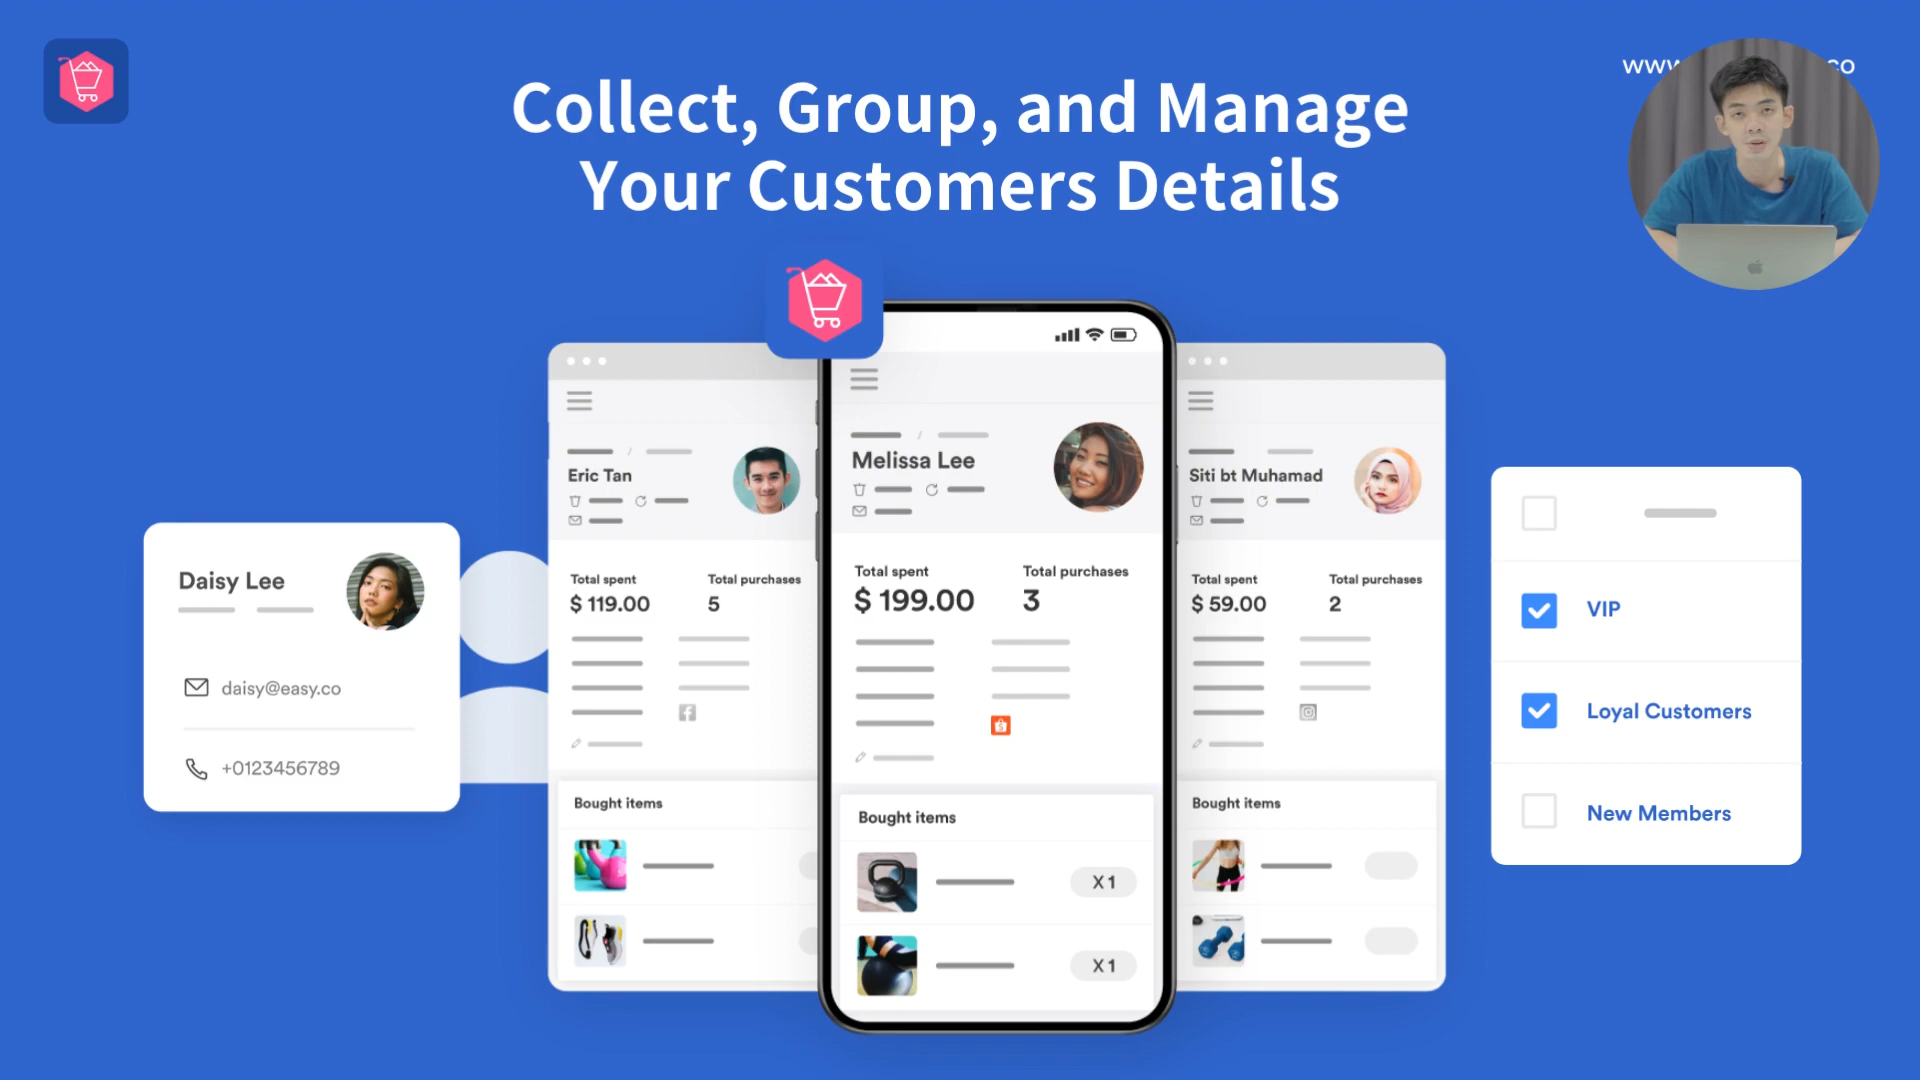 Collect, Group, and Manage
Your Customers Details
Daisy Lee
daisy@easy.co
+0123456789
Eric Tan
Total spent
Total purchases
$ 119.00
5
Bought items
Melissa Lee
Total spent
Total purchases
$ 199.00
3
Bought items
X 1
X 1
Siti bt Muhamad
Total spent
Total purchases
$ 59.00
2
Bought items
VIP
Loyal Customers
New Members